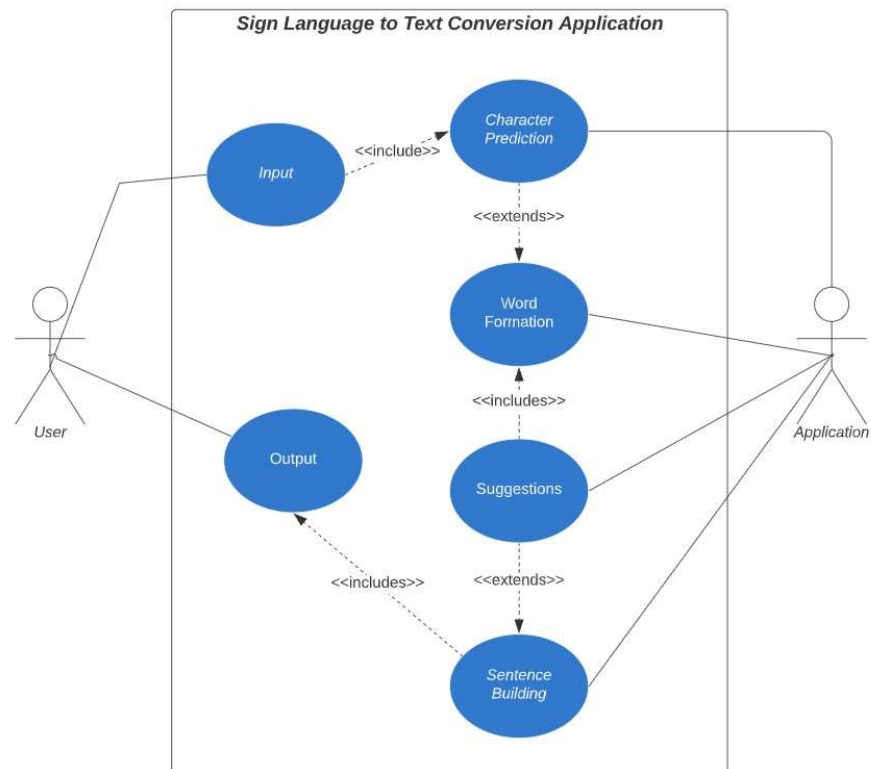 Sign Language to Text Conversion Application
Character
Prediction
<<include>>
Input
<<extends>>
Word
Formation
<<includes>>
User
Application
Output
Suggestions
<<includes>>
<<extends>>
Sentence
Building